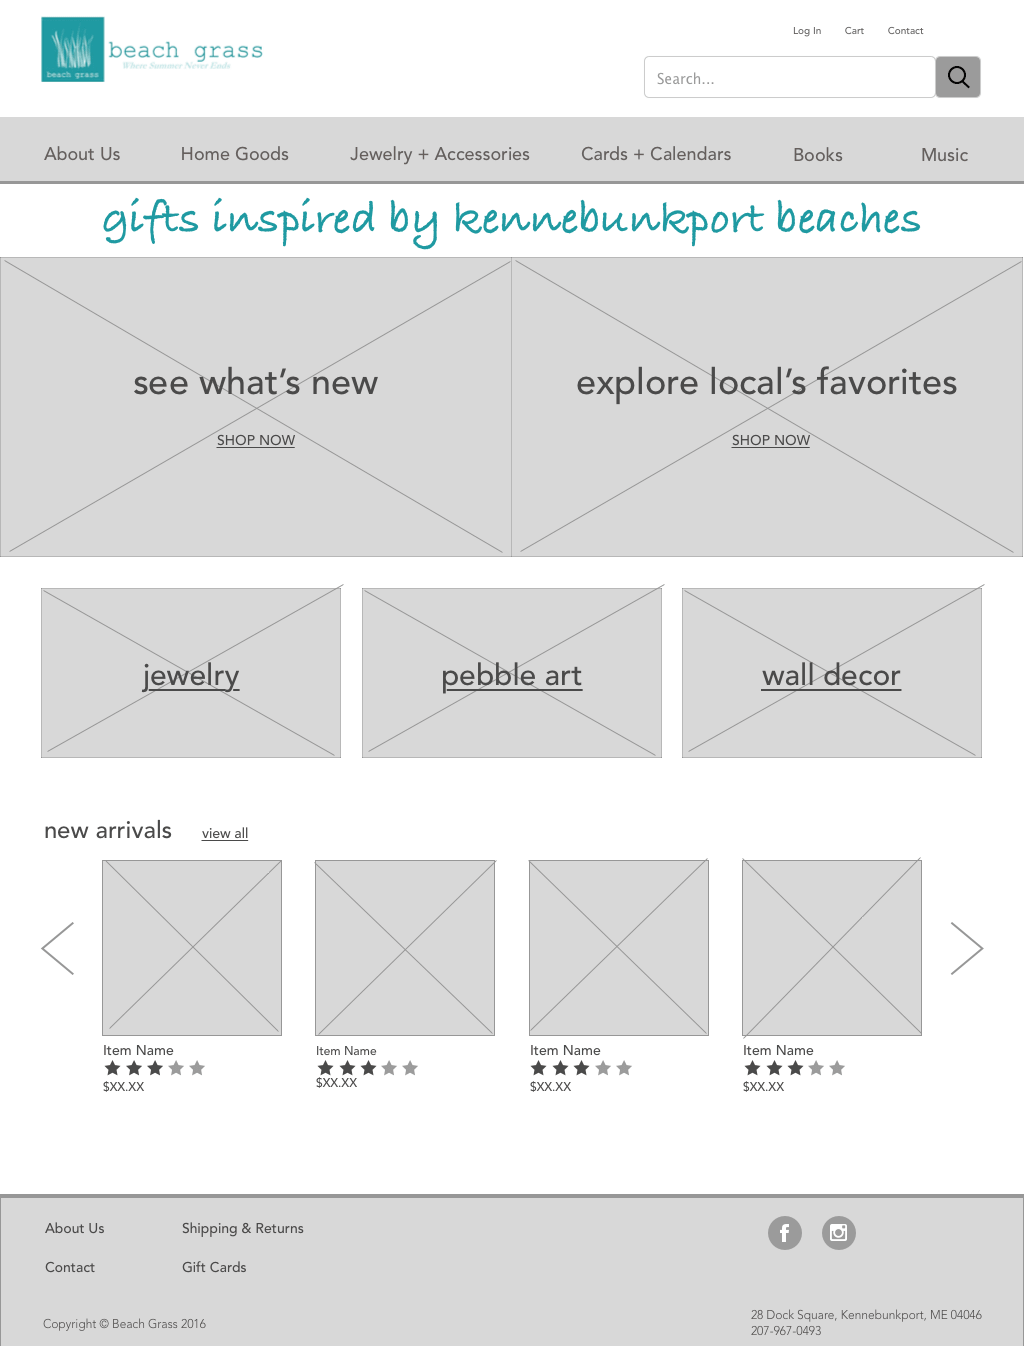 Log In Cart Contact
beach grass
Where Summer Never Ends
beach grass
Search...
About Us Home Goods Jewelry + Accessories Cards + Calendars Books Music
gifts inspired by kennebunkport beaches
see what's new explore local's favorites
SHOP NOW SHOP NOW
jewelry pebble art wall decor
new arrivals view all
Item Name Item Name Item Name Item Name
$XX.XX $XX.XX $XX.XX $XX.XX
About Us Shipping & Returns
Contact Gift Cards
28 Dock Square, Kennebunkport, ME 04046
Copyright © Beach Grass 2016
207-967-0493